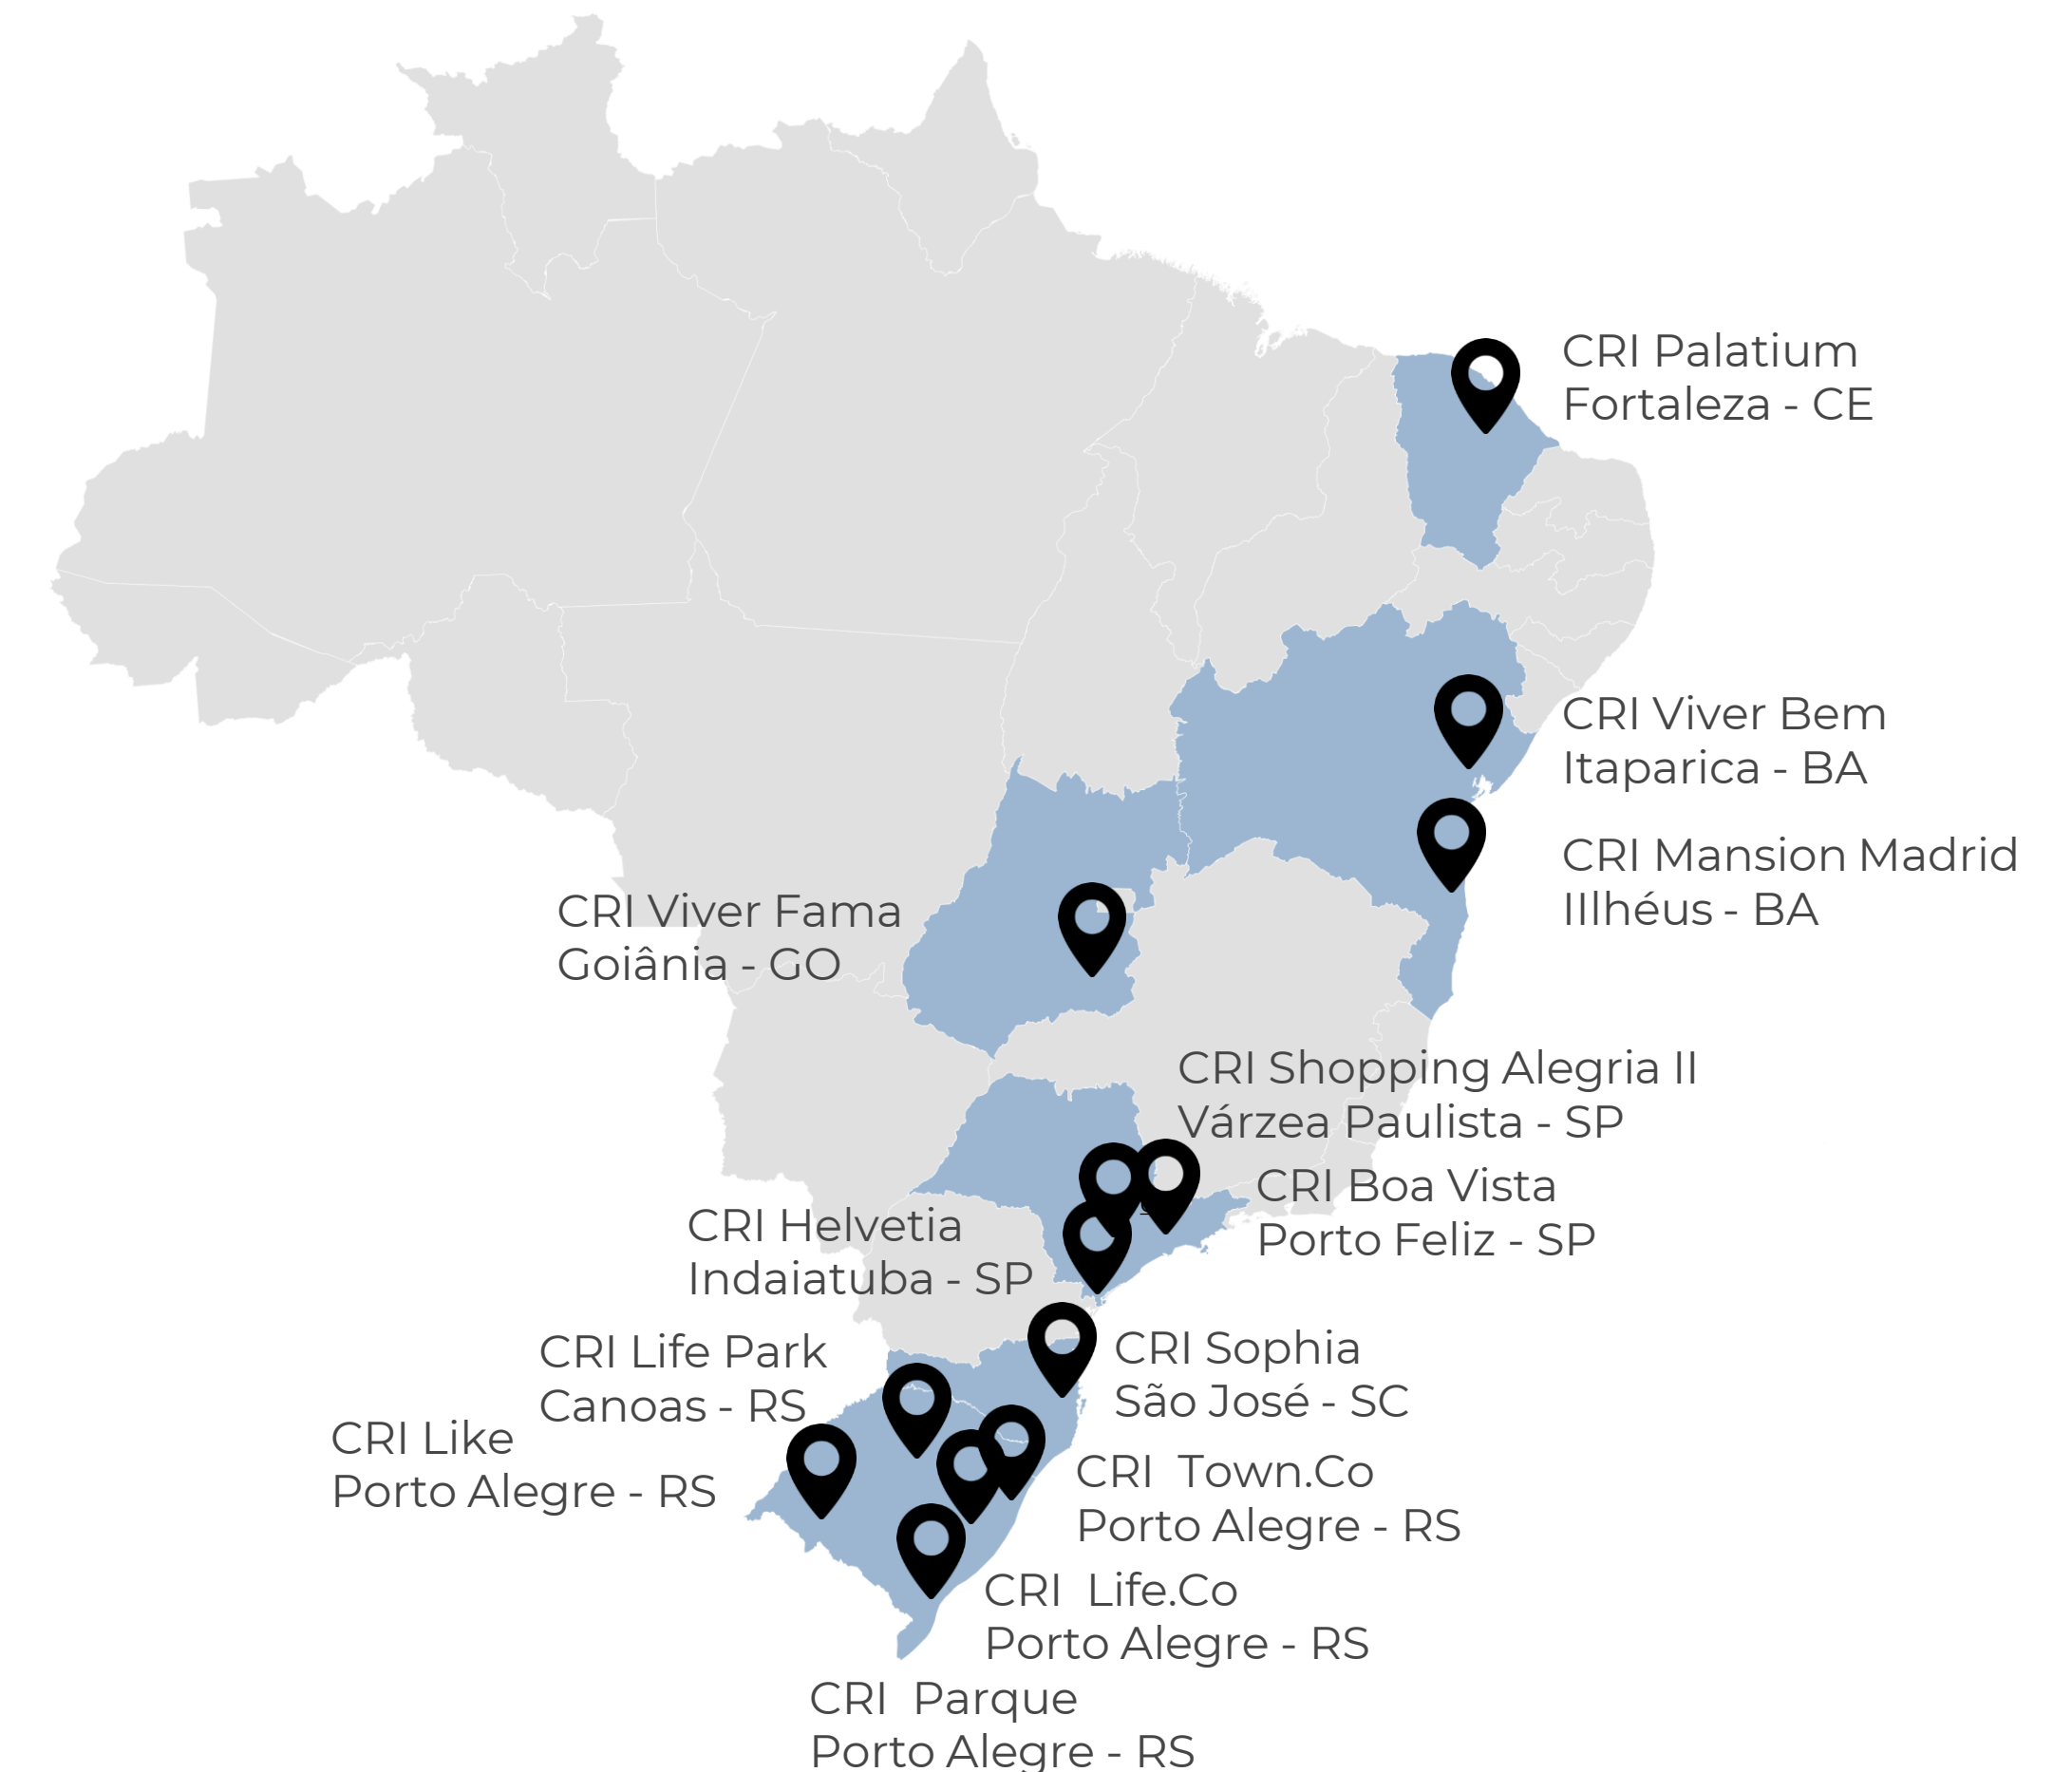 CRI Palatium
Fortaleza - CE
CRI Viver Bem
Itaparica - BA
CRI Mansion Madrid
IIlhéus - BA
CRI Viver Fama
Goiânia - GO
CRI Shopping Alegria II
Várzea Paulista - SP
CRI Boa Vista
Porto Feliz - SP
CRI Helvetia
Indaiatuba - SP
CRI Life Park
Canoas - RS
CRI Sophia
São José - SC
CRI Like
Porto Alegre - RS
CRI Town.Co
Porto Alegre - RS
CRI Life.Co
Porto Alegre - RS
CRI Parque
Porto Alegre - RS